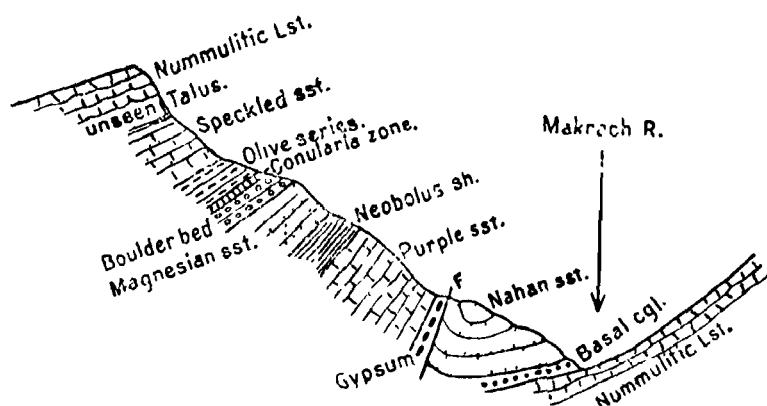 Nummulitic Lst.
Talus.
unseen
Speckled sst.
Olive series.
Conularia zone.
Makrach R.
Neobolus sh.
Boulder bed
Magnesian sst.
Purple sst.
F
Nahan sst.
Basal cgl.
Gypsum
Nummulitic Lst.